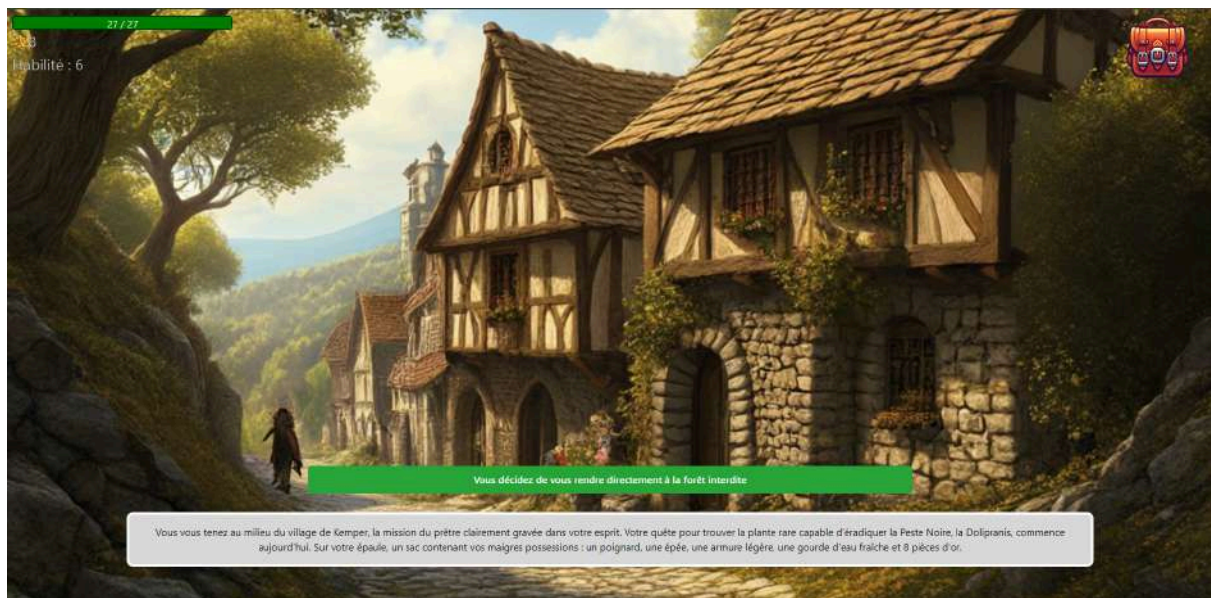 27 / 27
Habilité : 6
Vous décidez de vous rendre directement à la forêt interdite
Vous vous tenez au milieu du village de Kemper, la mission du prêtre clairement gravée dans votre esprit. Votre quête pour trouver la plante rare capable d'éradiquer la Peste Noire, la Dolipranis, commence
aujourd'hui. Sur votre épaule, un sac contenant vos maigres possessions : un poignard, une épée, une armure légère, une gourde d'eau fraîche et 8 pièces d'or.